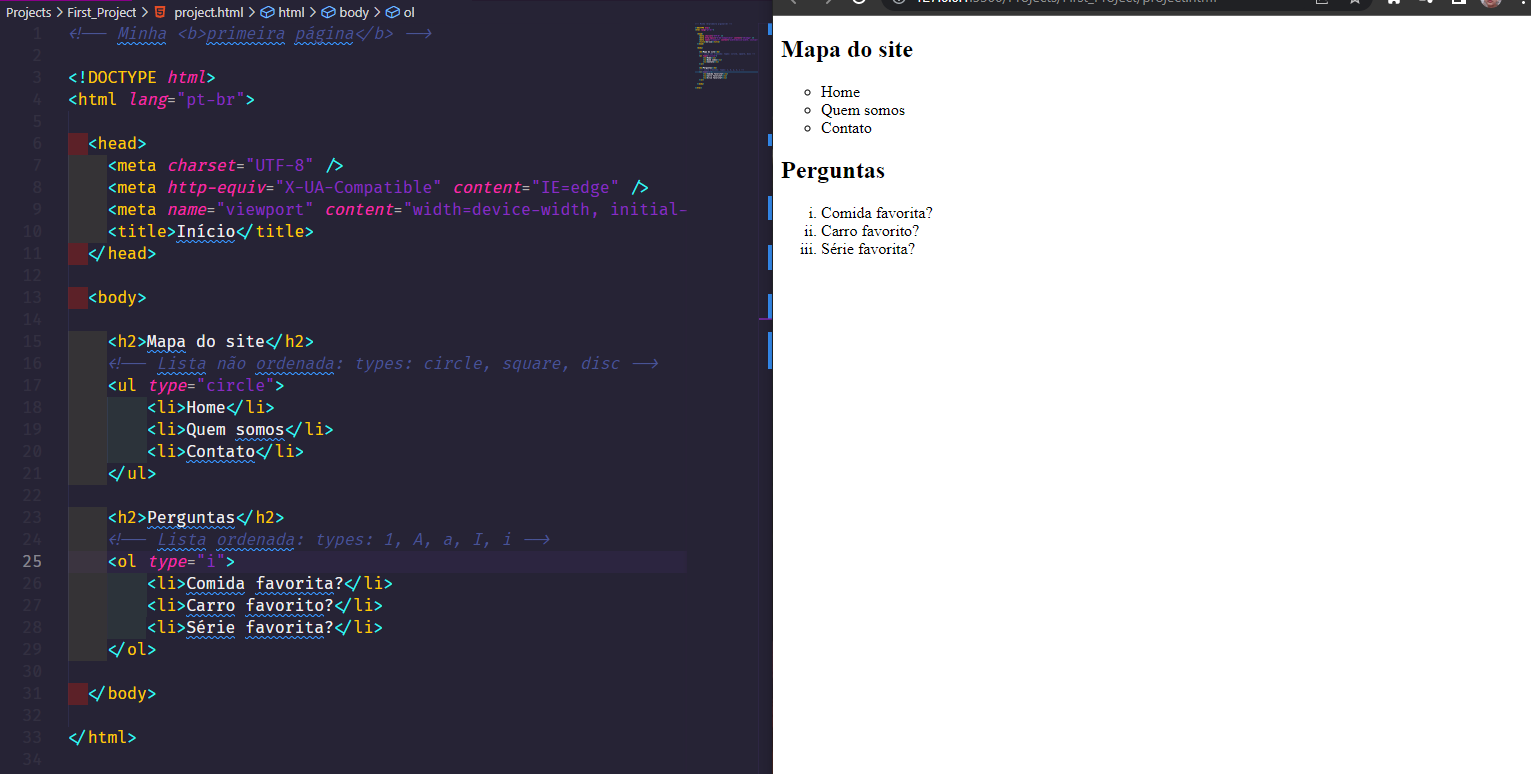 Projects > First_Project > project.html > html > body > ol
1 <!-- Minha <b>primeira página</b> -->
2
3 <!DOCTYPE html>
4 <html lang="pt-br">
5
6 <head>
7 <meta charset="UTF-8" />
8 <meta http-equiv="X-UA-Compatible" content="IE=edge" />
9 <meta name="viewport" content="width=device-width, initial-
10 <title>Início</title>
11 </head>
12
13 <body>
14
15 <h2>Mapa do site</h2>
16 <!-- Lista não ordenada: types: circle, square, disc -->
17 <ul type="circle">
18 <li>Home</li>
19 <li>Quem somos</li>
20 <li>Contato</li>
21 </ul>
22
23 <h2>Perguntas</h2>
24 <!-- Lista ordenada: types: 1, A, a, I, i -->
25 <ol type="i">
26 <li>Comida favorita?</li>
27 <li>Carro favorito?</li>
28 <li>Série favorita?</li>
29 </ol>
30
31 </body>
32
33 </html>
34
Mapa do site
Home
Quem somos
Contato
Perguntas
i. Comida favorita?
ii. Carro favorito?
iii. Série favorita?